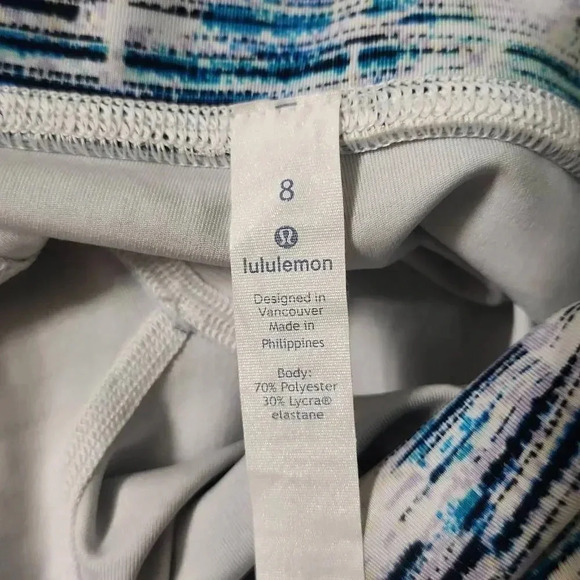 8
lululemon
Designed in
Vancouver
Made in
Philippines
Body:
70% Polyester
30% Lycra®
elastane